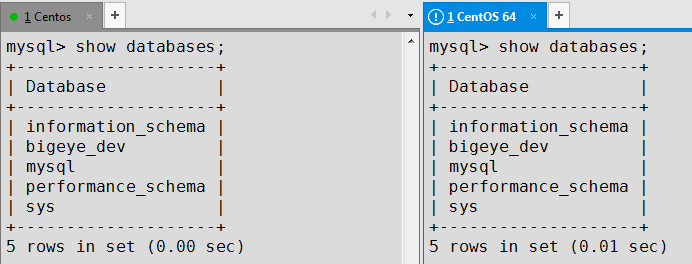 1 Centos
mysql> show databases;
+--------------------+
| Database           |
+--------------------+
| information_schema |
| bigeye_dev         |
| mysql              |
| performance_schema |
| sys                |
+--------------------+
5 rows in set (0.00 sec)
1 CentOS 64
mysql> show databases;
+--------------------+
| Database           |
+--------------------+
| information_schema |
| bigeye_dev         |
| mysql              |
| performance_schema |
| sys                |
+--------------------+
5 rows in set (0.01 sec)